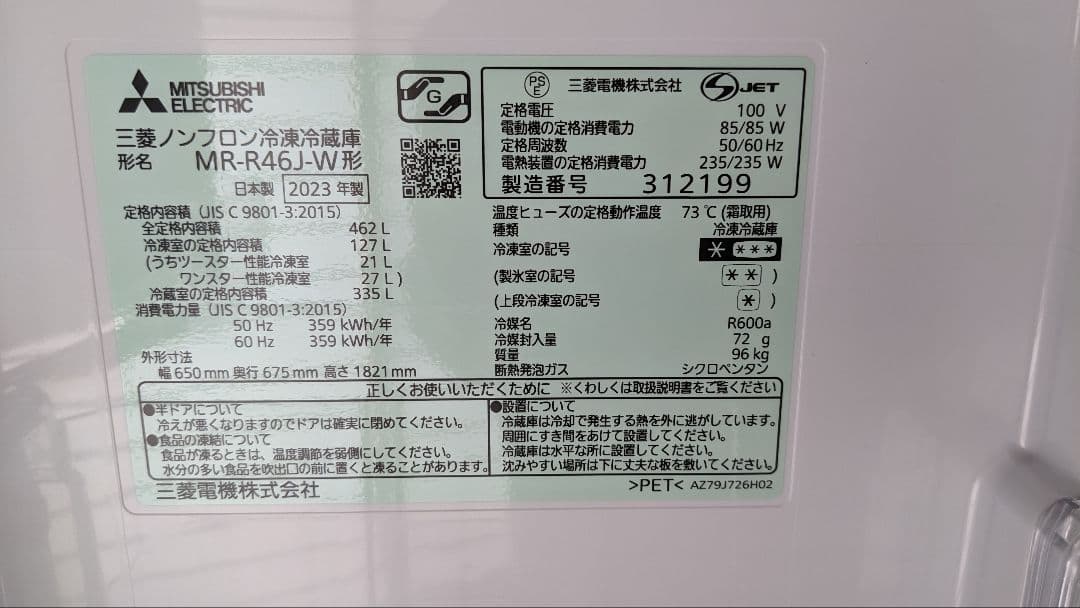 MITSUBISHI
ELECTRIC
G
三菱ノンフロン冷凍冷蔵庫
形名 MR-R46J-W形
日本製 2023年製
定格内容積 (JIS C 9801-3:2015)
全定格内容積 462 L
冷凍室の定格内容積 127 L
(うちツースター性能冷凍室 21 L
ワンスター性能冷凍室 27 L)
冷蔵室の定格内容積 335 L
消費電力量 (JIS C 9801-3:2015)
50 Hz 359 kWh/年
60 Hz 359 kWh/年
外形寸法
幅 650 mm 奥行 675 mm 高さ 1821 mm
PS
E 三菱電機株式会社 S JET
定格電圧 100 V
電動機の定格消費電力 85/85 W
定格周波数 50/60 Hz
電熱装置の定格消費電力 235/235 W
製造番号 312199
温度ヒューズの定格動作温度 73 ℃ (霜取用)
種類 冷凍冷蔵庫
冷凍室の記号 * ***
(製氷室の記号 ** )
(上段冷凍室の記号 * )
冷媒名 R600a
冷媒封入量 72 g
質量 96 kg
断熱発泡ガス シクロペンタン
正しくお使いいただくために ※くわしくは取扱説明書をご覧ください
●半ドアについて
冷えが悪くなりますのでドアは確実に閉めてください。
●食品の凍結について
食品が凍るときは、温度調節を弱側にしてください。
水分の多い食品を吹出口の前に置くと凍ることがあります。
●設置について
冷蔵庫は冷却で発生する熱を外に逃がしています。
周囲にすき間をあけて設置してください。
冷蔵庫は水平な所に設置してください。
沈みやすい場所は下に丈夫な板を敷いてください。
三菱電機株式会社
>PET< AZ79J726H02